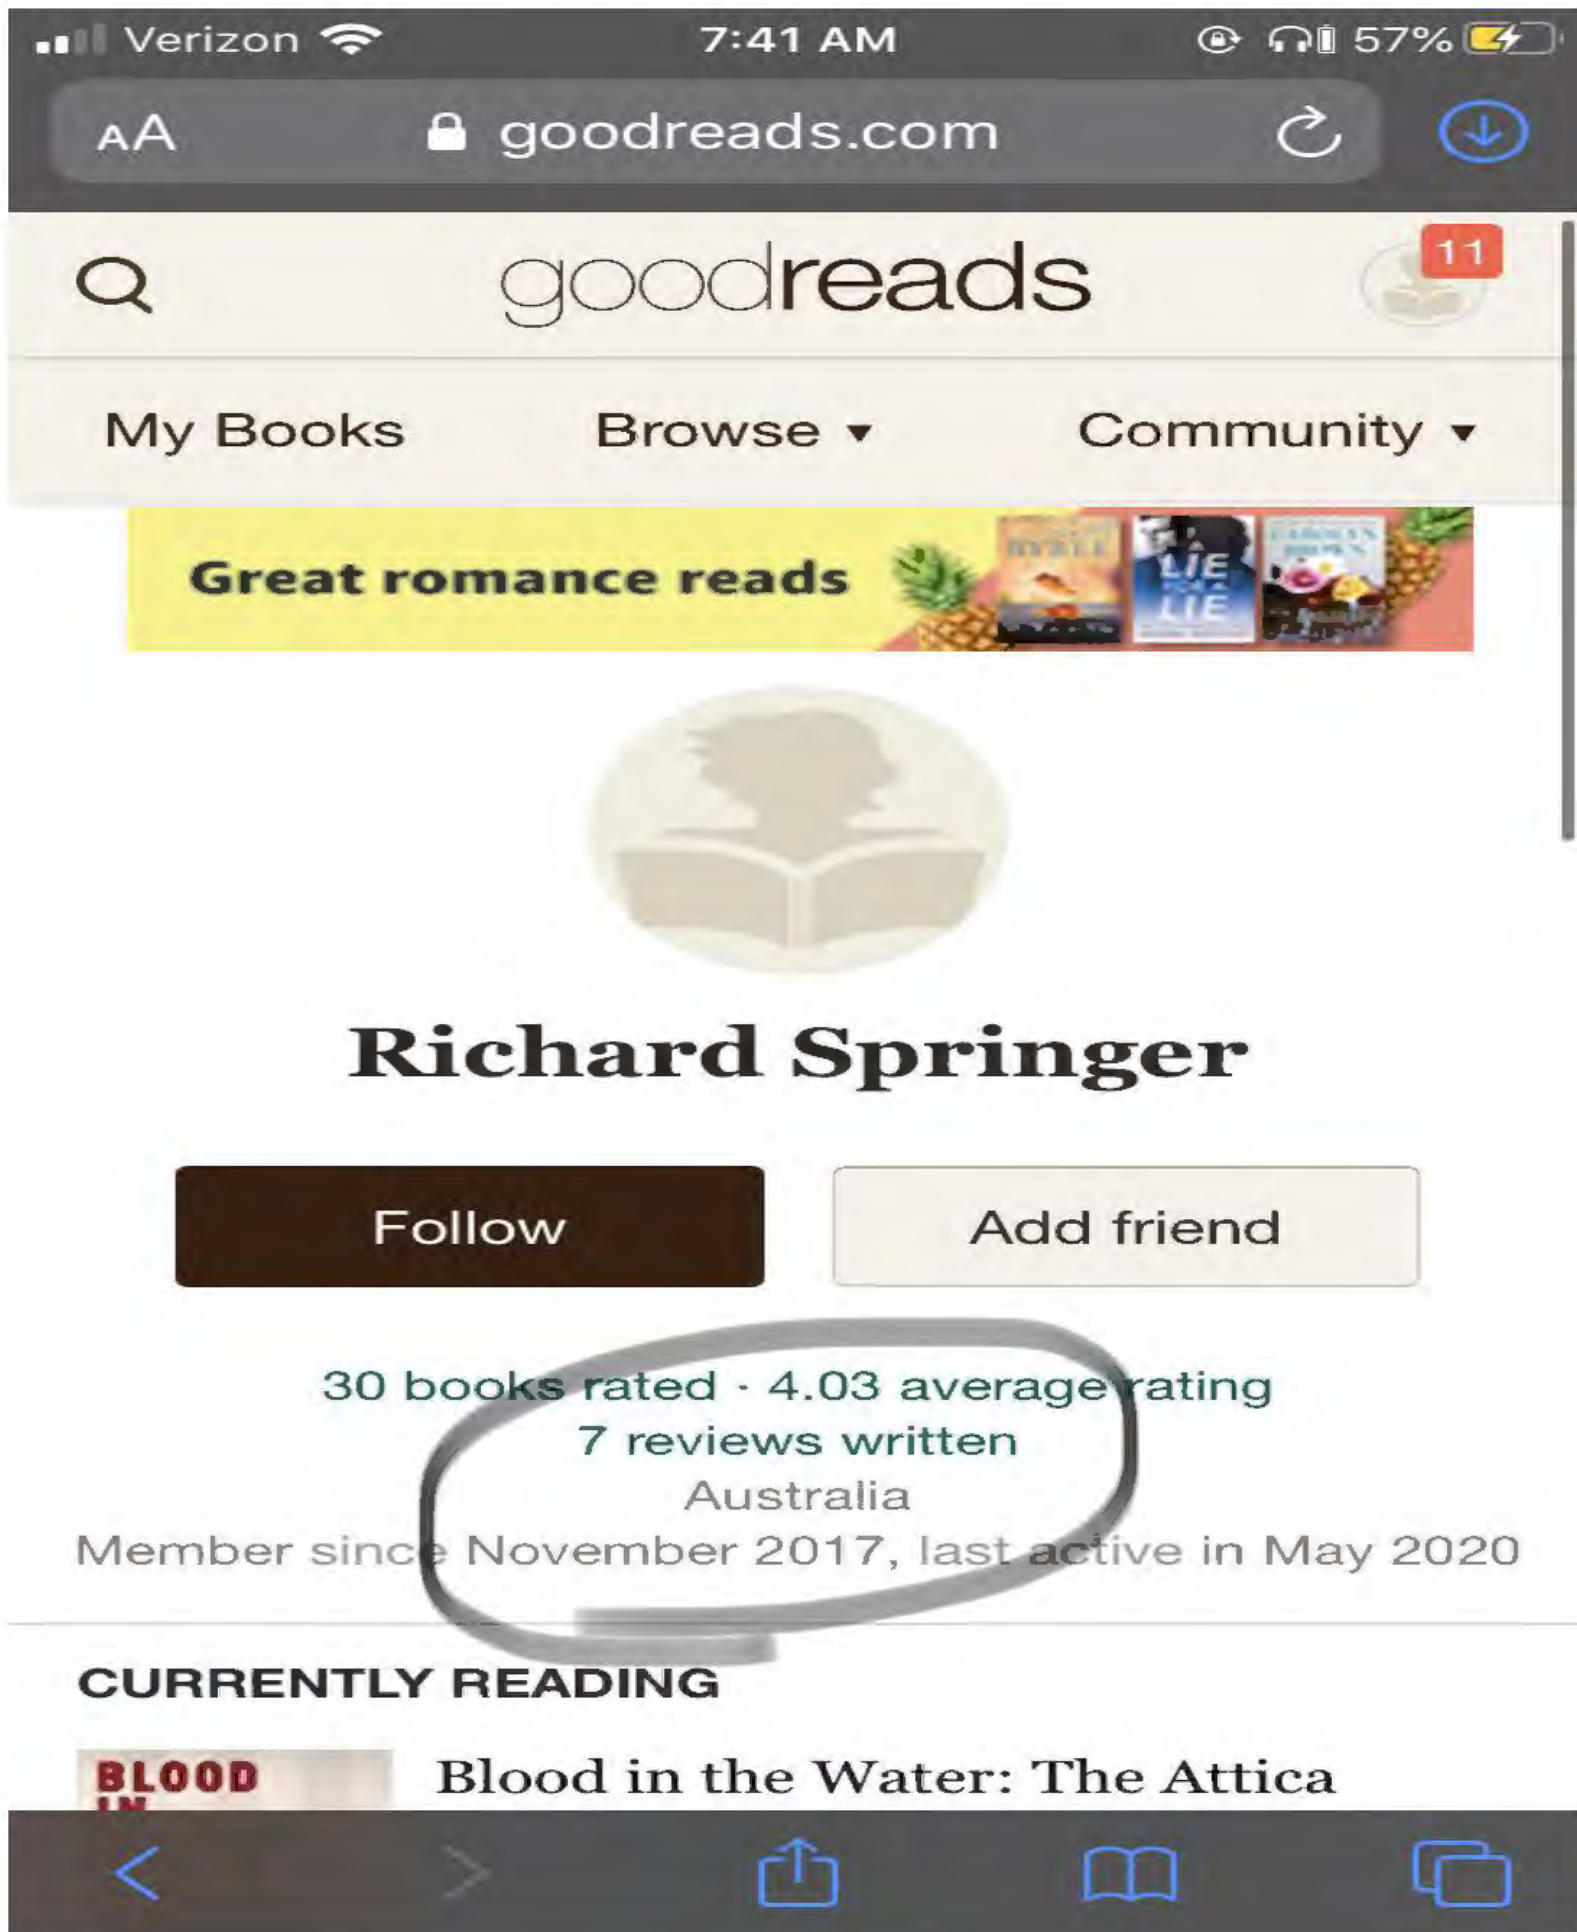 Verizon 7:41 AM 57%
AA goodreads.com
goodreads 11
My Books Browse ▾ Community ▾
Great romance reads
LIE
LIE
Richard Springer
Follow Add friend
30 books rated · 4.03 average rating
7 reviews written
Australia
Member since November 2017, last active in May 2020
CURRENTLY READING
BLOOD
IN
Blood in the Water: The Attica